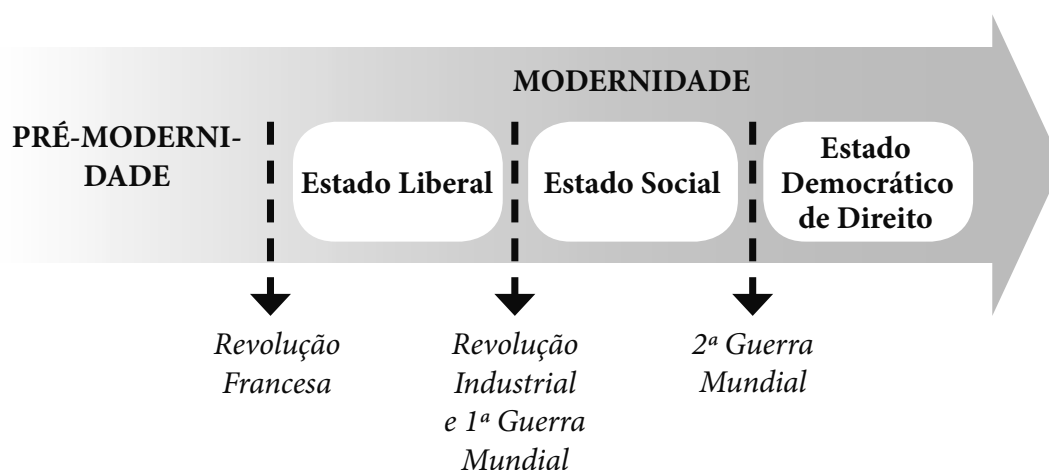 MODERNIDADE
PRÉ-MODERNI-
DADE
Estado Liberal
Estado Social
Estado
Democrático
de Direito
Revolução
Francesa
Revolução
Industrial
e 1ª Guerra
Mundial
2ª Guerra
Mundial